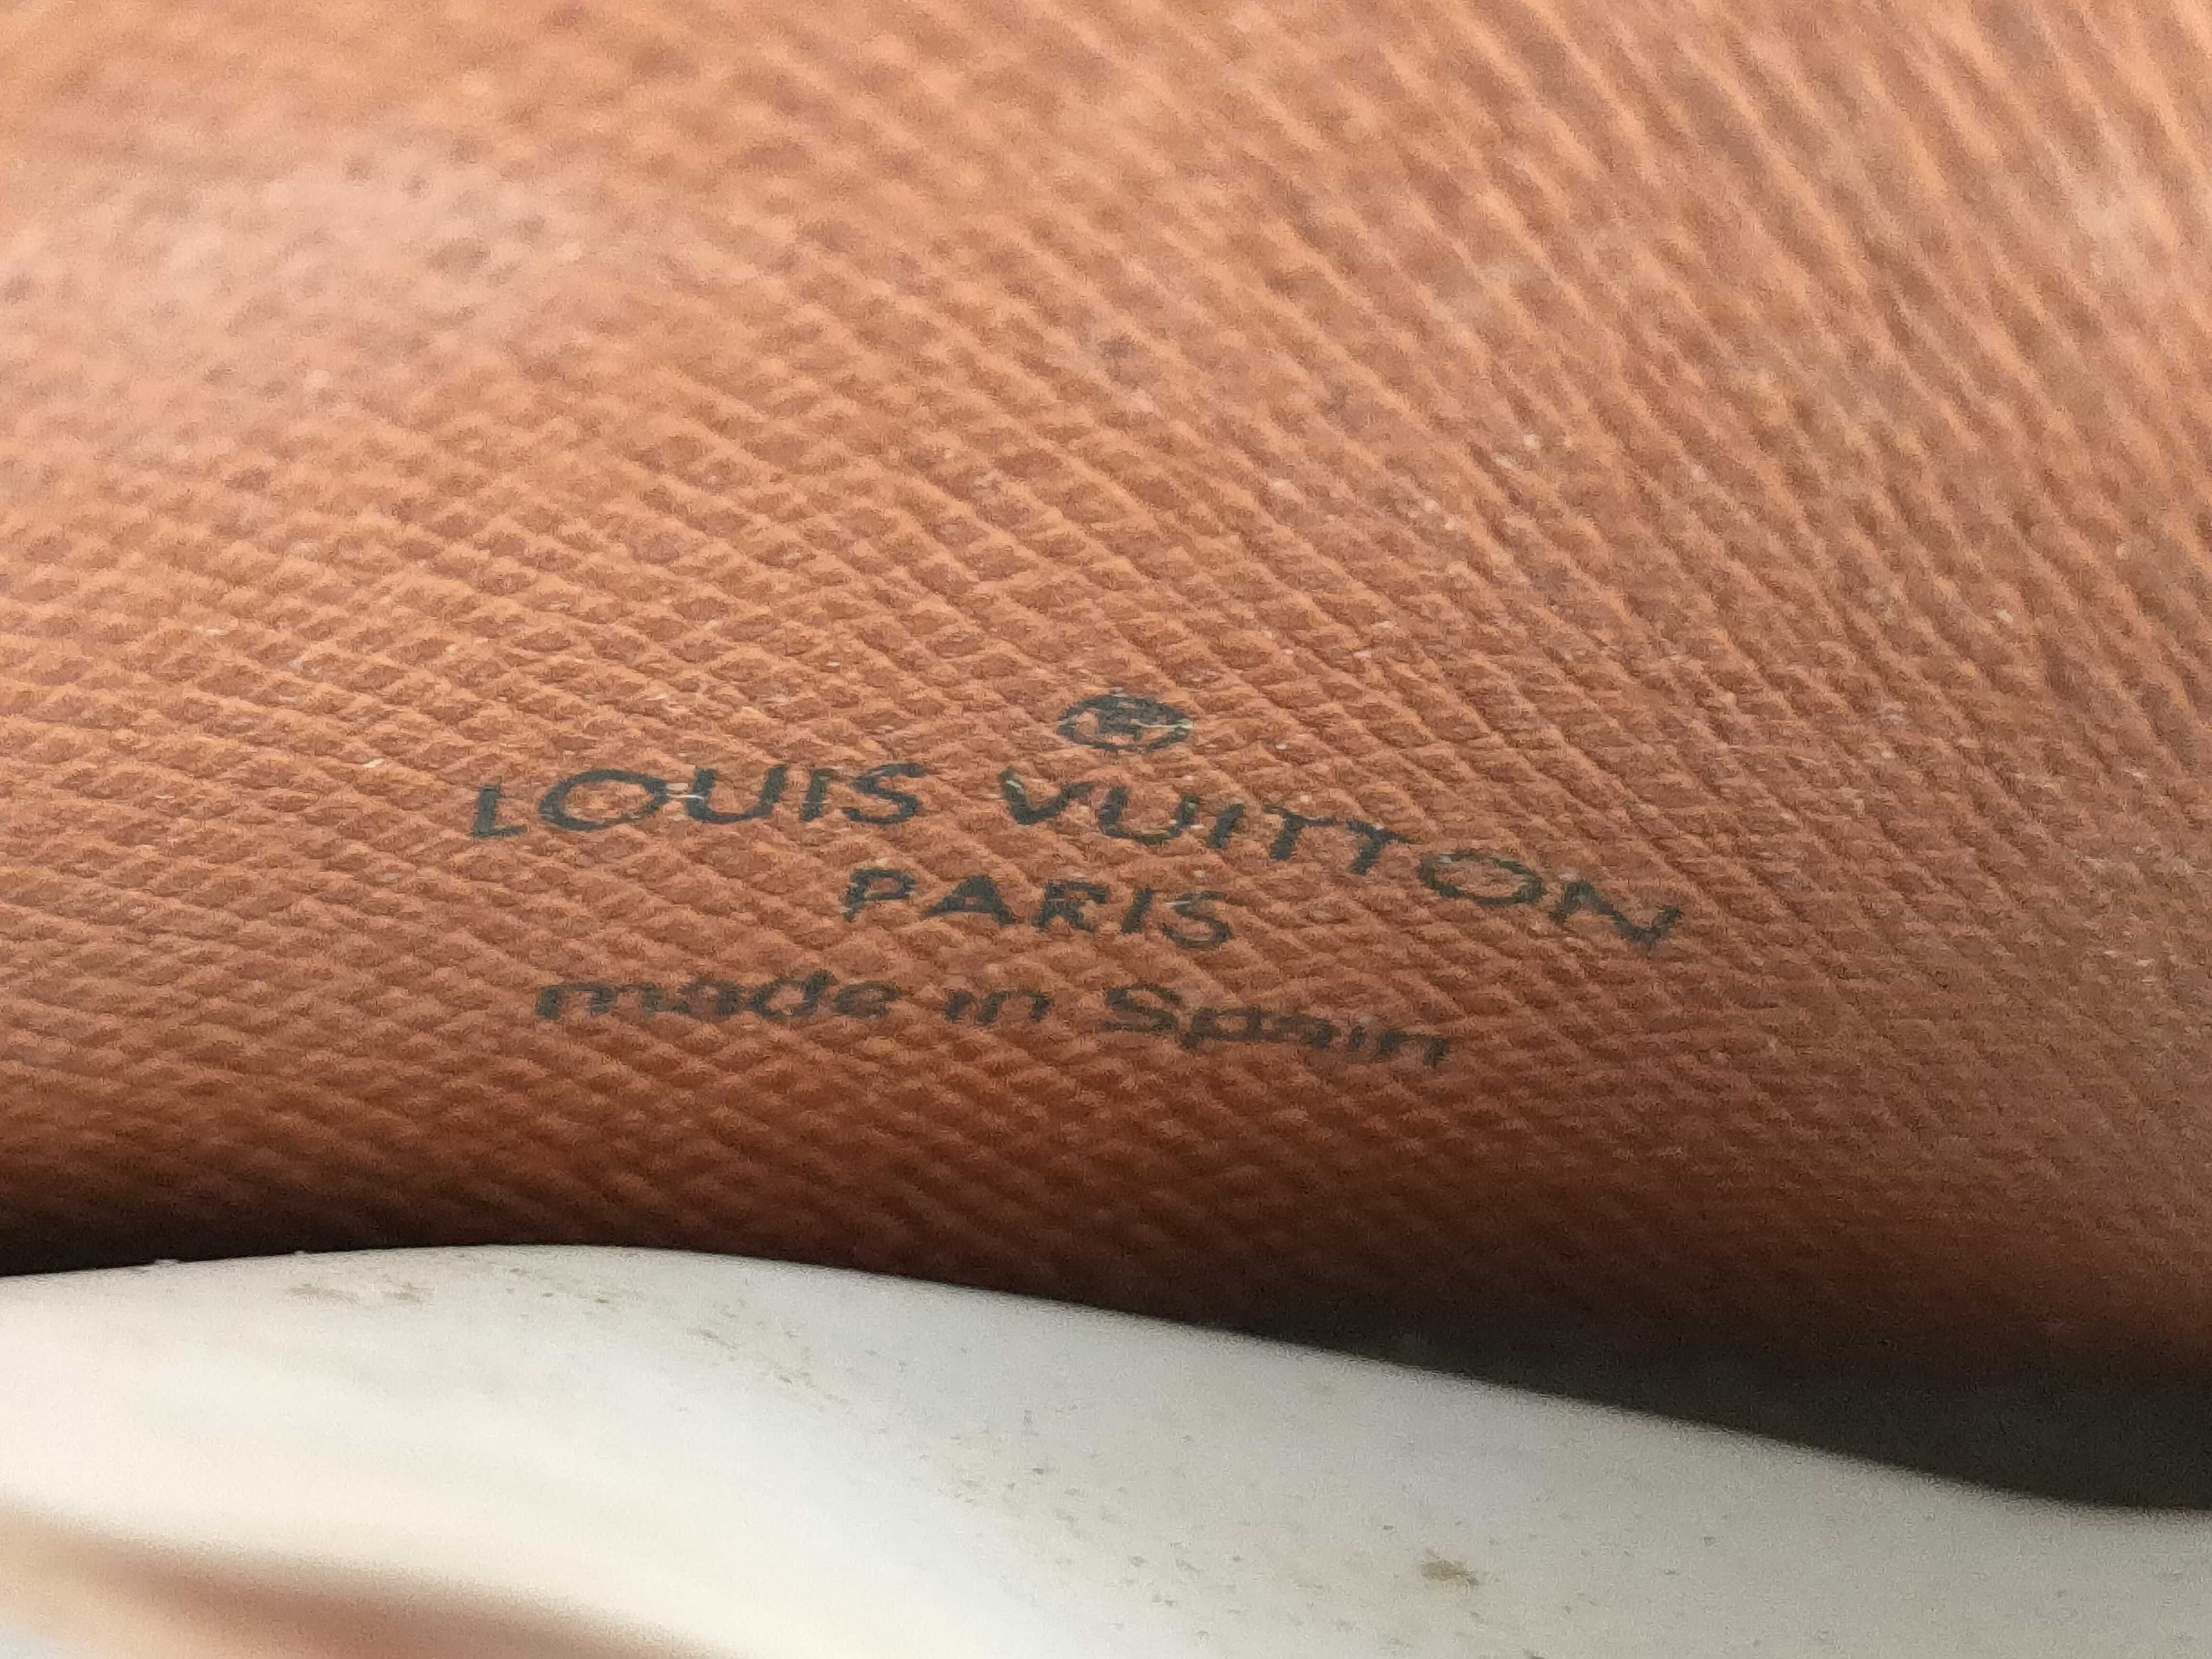 ®
LOUIS VUITTON
PARIS
made in Spain